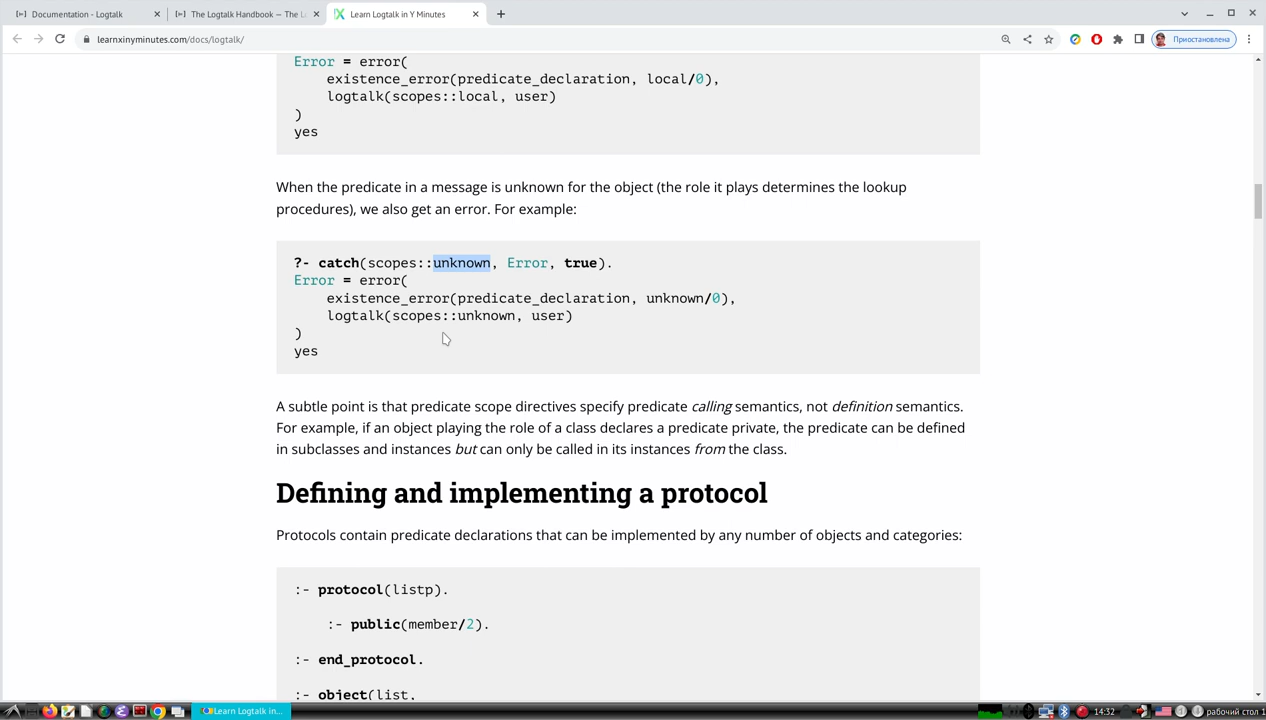 Documentation - Logtalk
The Logtalk Handbook — The L
Learn Logtalk in Y Minutes
learnxinyminutes.com/docs/logtalk/
Приостановлена
Error = error(
existence_error(predicate_declaration, local/0),
logtalk(scopes::local, user)
)
yes
When the predicate in a message is unknown for the object (the role it plays determines the lookup
procedures), we also get an error. For example:
?- catch(scopes::unknown, Error, true).
Error = error(
existence_error(predicate_declaration, unknown/0),
logtalk(scopes::unknown, user)
)
yes
A subtle point is that predicate scope directives specify predicate calling semantics, not definition semantics.
For example, if an object playing the role of a class declares a predicate private, the predicate can be defined
in subclasses and instances but can only be called in its instances from the class.
Defining and implementing a protocol
Protocols contain predicate declarations that can be implemented by any number of objects and categories:
:- protocol(listp).
:- public(member/2).
:- end_protocol.
:- object(list,
Learn Logtalk in...
14:32
рабочий стол 1